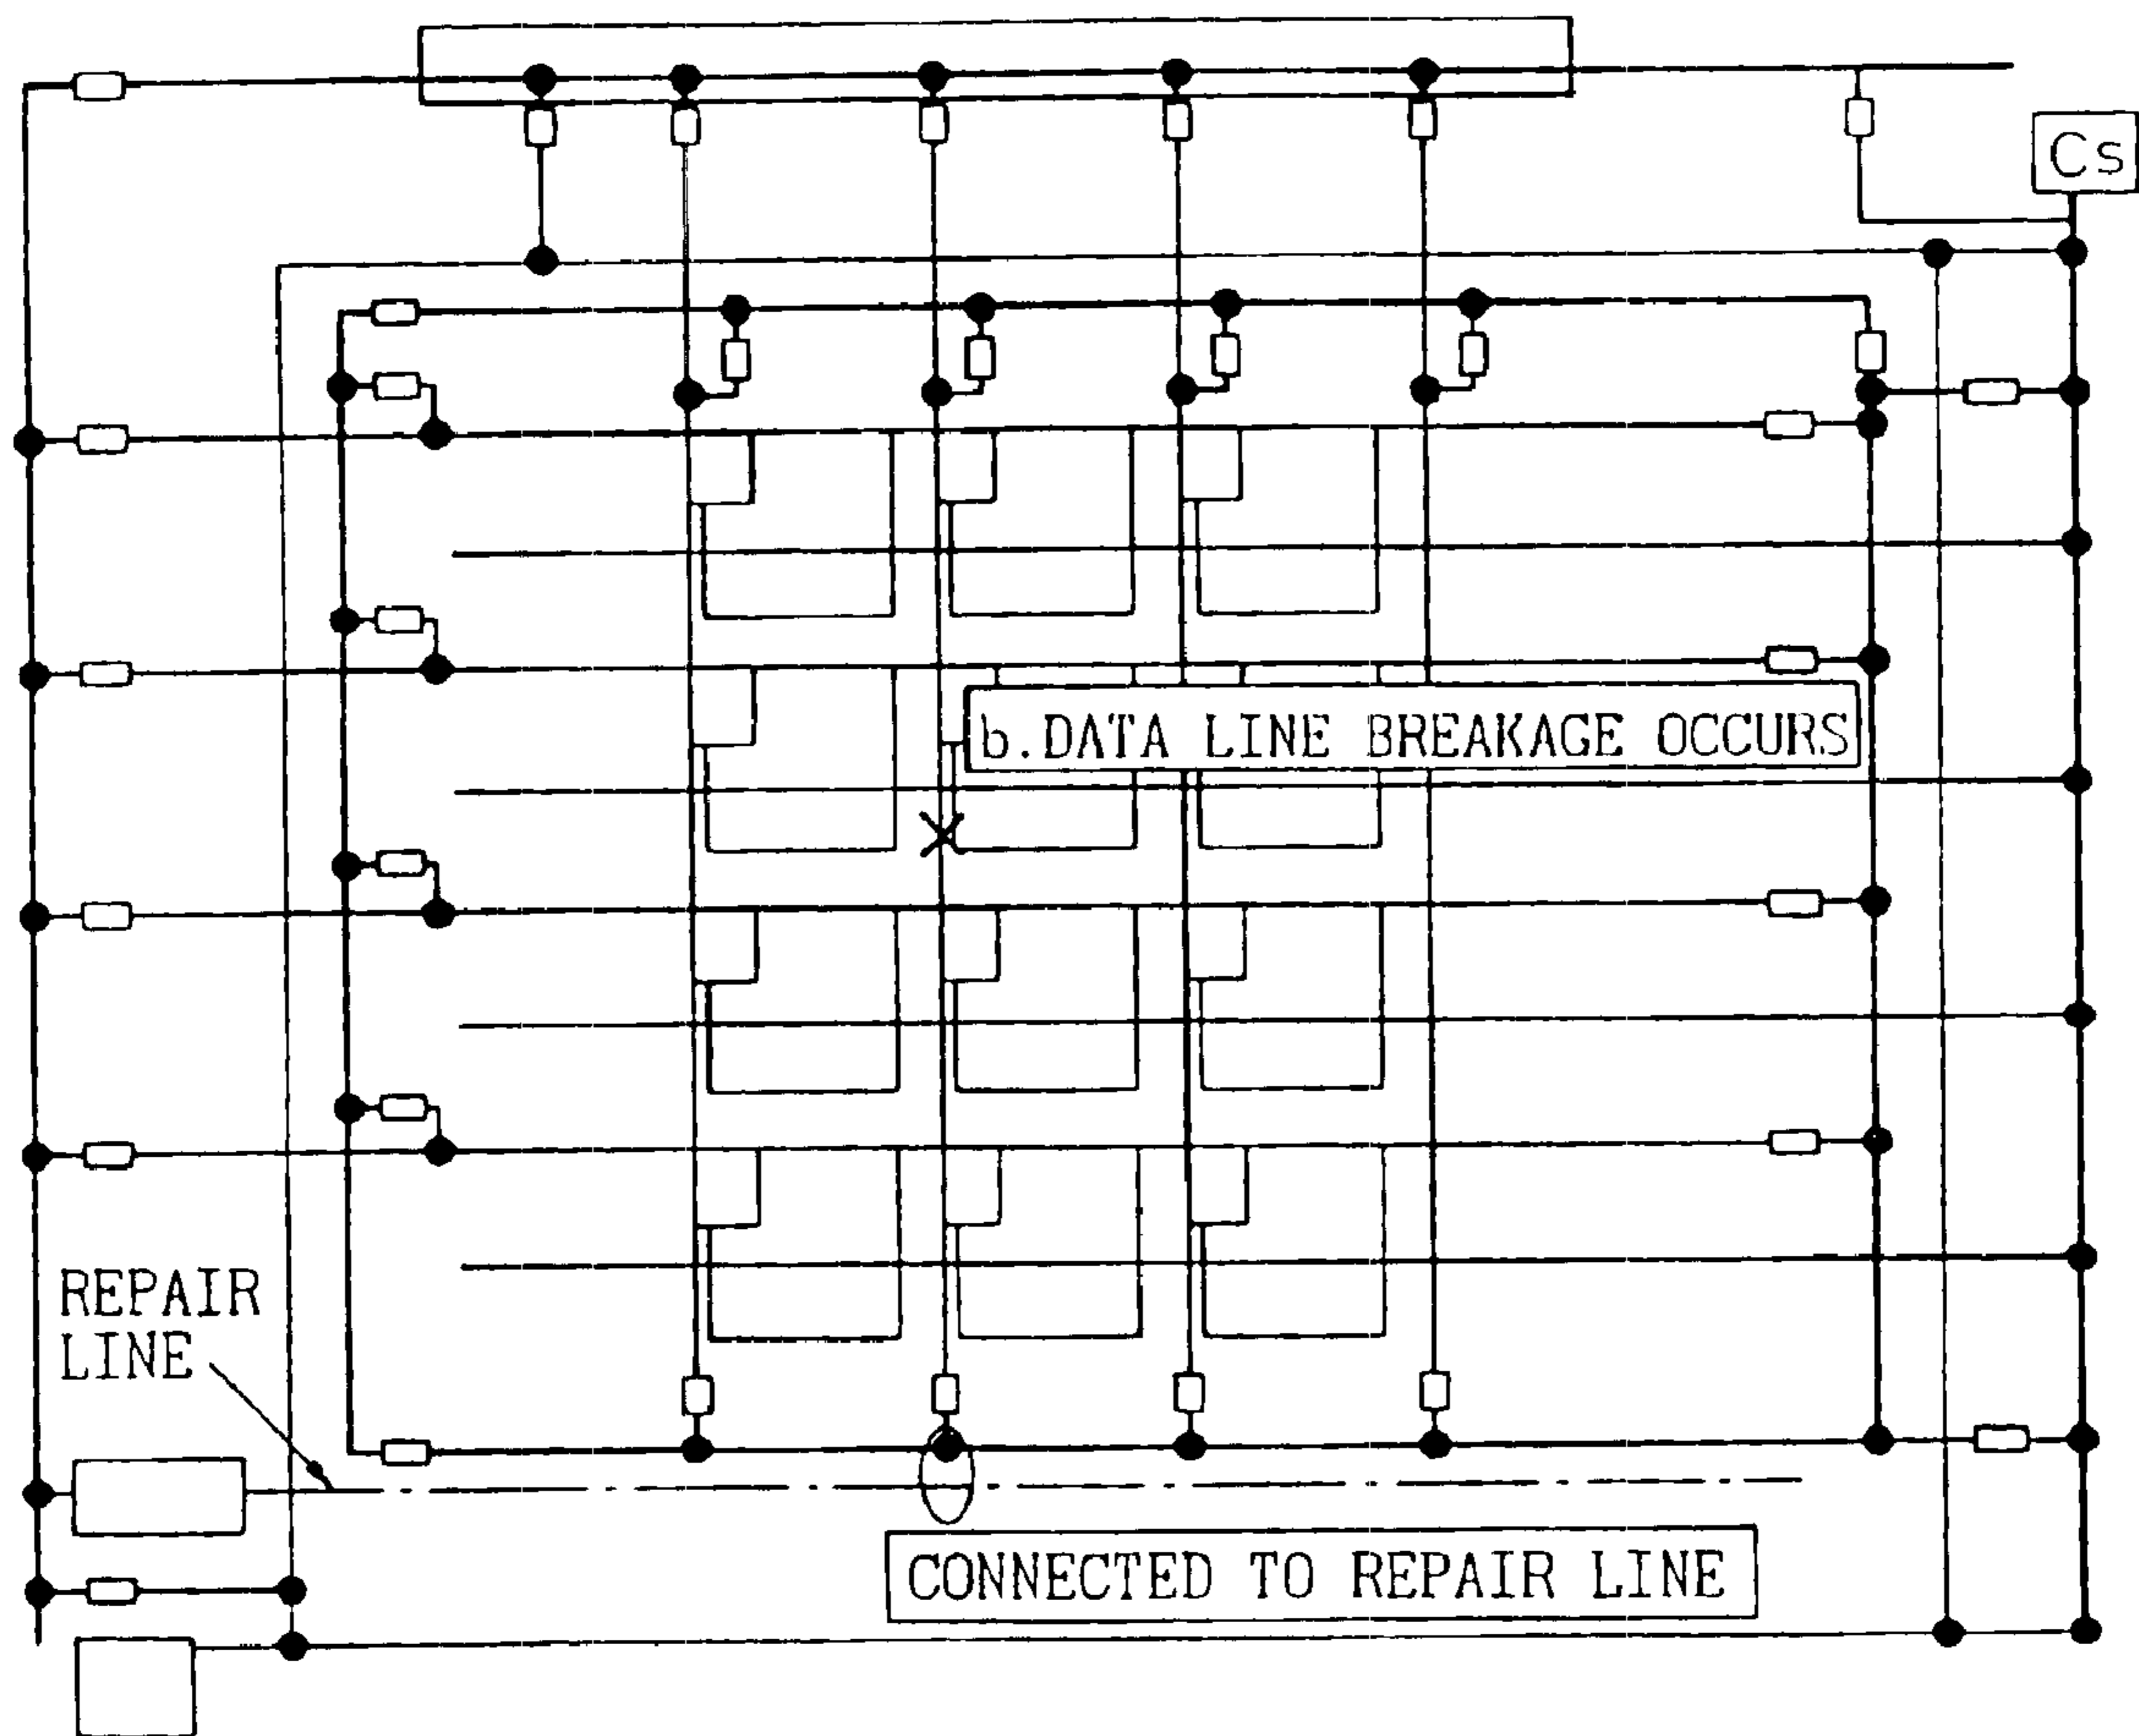 Cs
b.DATA LINE BREAKAGE OCCURS
REPAIR
LINE
CONNECTED TO REPAIR LINE